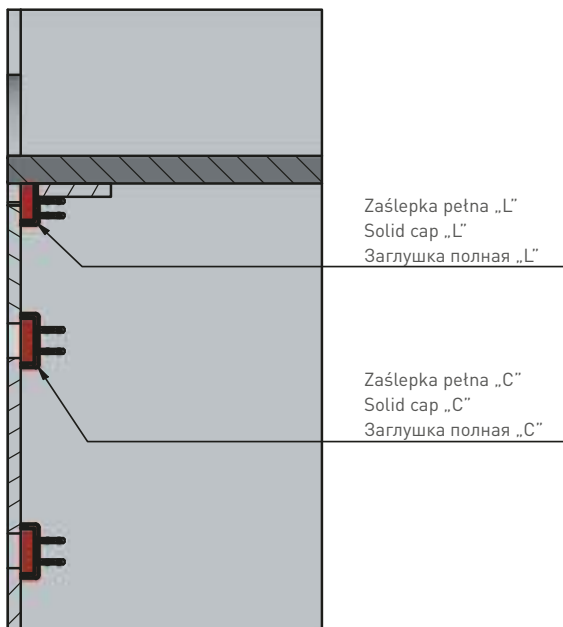 Zaślepka pełna „L”
Solid cap „L”
Заглушка полная „L”
Zaślepka pełna „C”
Solid cap „C”
Заглушка полная „C”